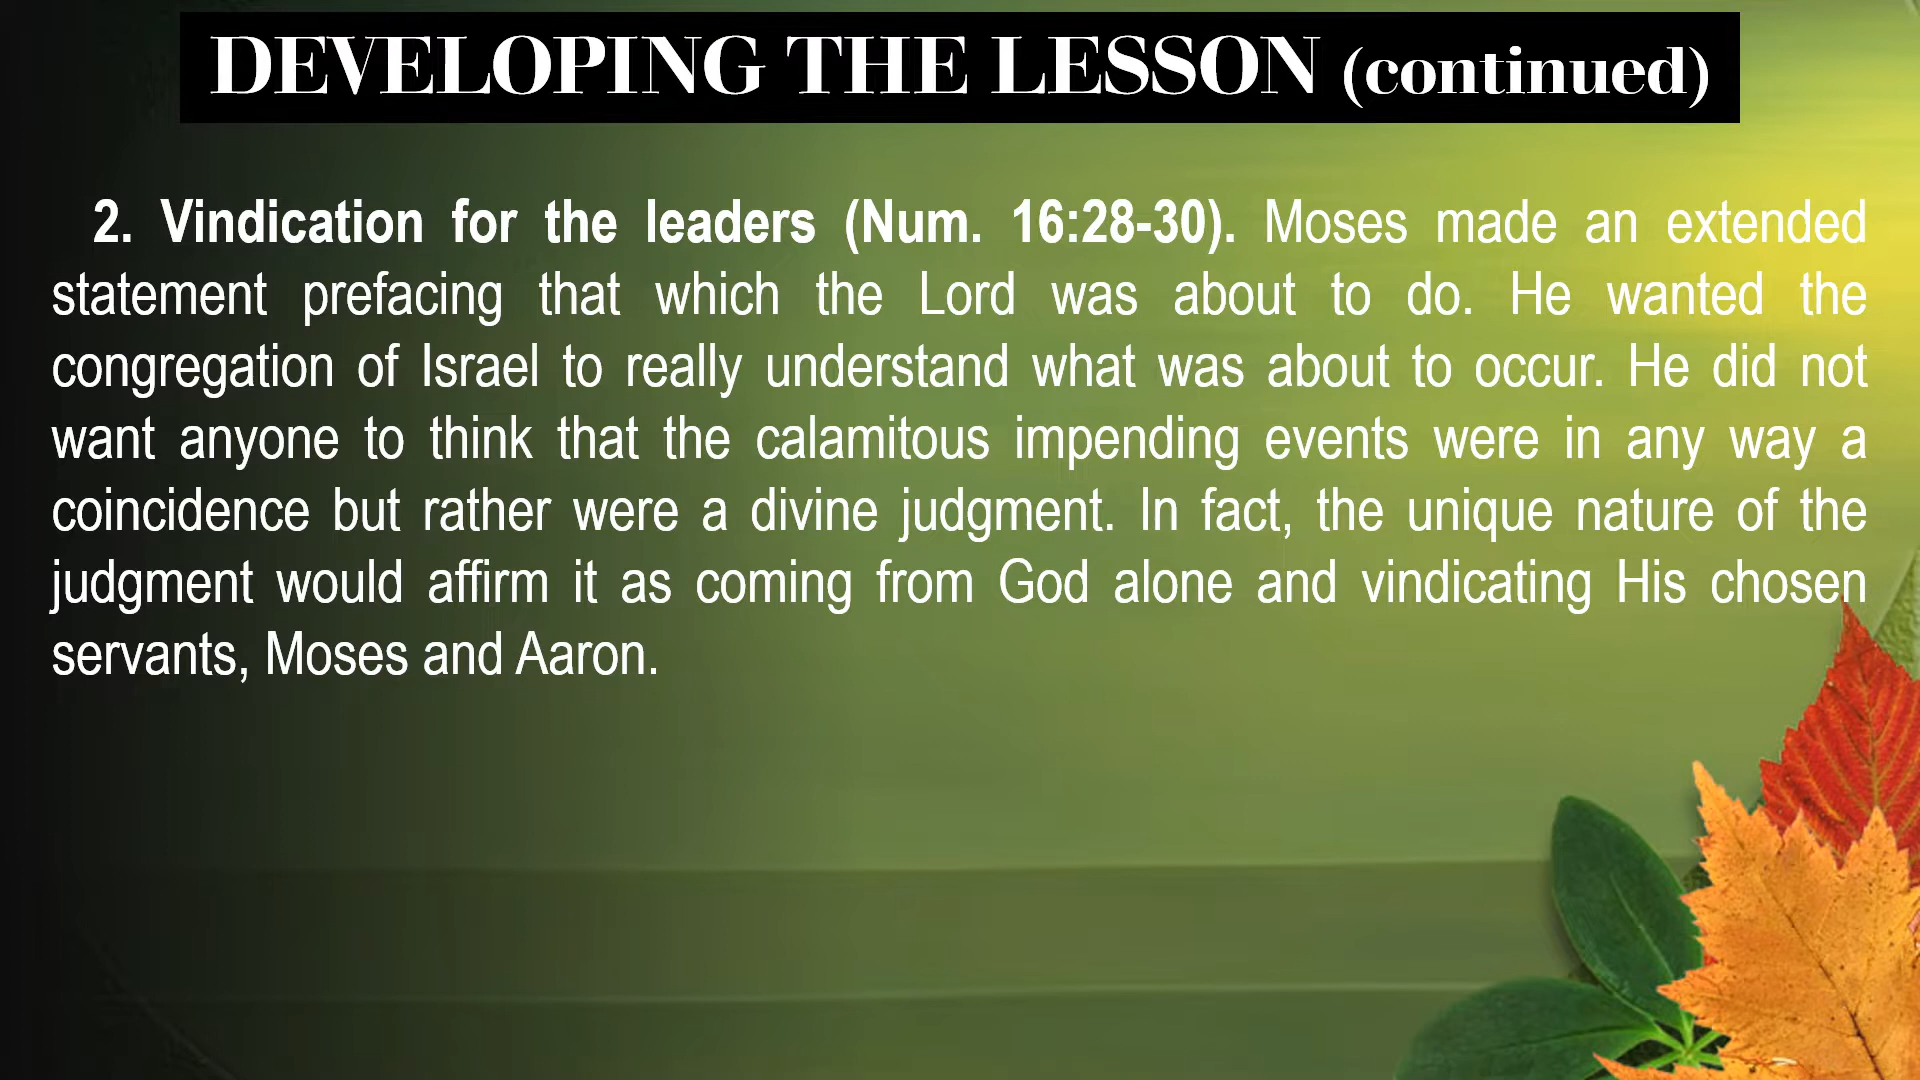 DEVELOPING THE LESSON (continued)
2. Vindication for the leaders (Num. 16:28-30). Moses made an extended
statement prefacing that which the Lord was about to do. He wanted the
congregation of Israel to really understand what was about to occur. He did not
want anyone to think that the calamitous impending events were in any way a
coincidence but rather were a divine judgment. In fact, the unique nature of the
judgment would affirm it as coming from God alone and vindicating His chosen
servants, Moses and Aaron.